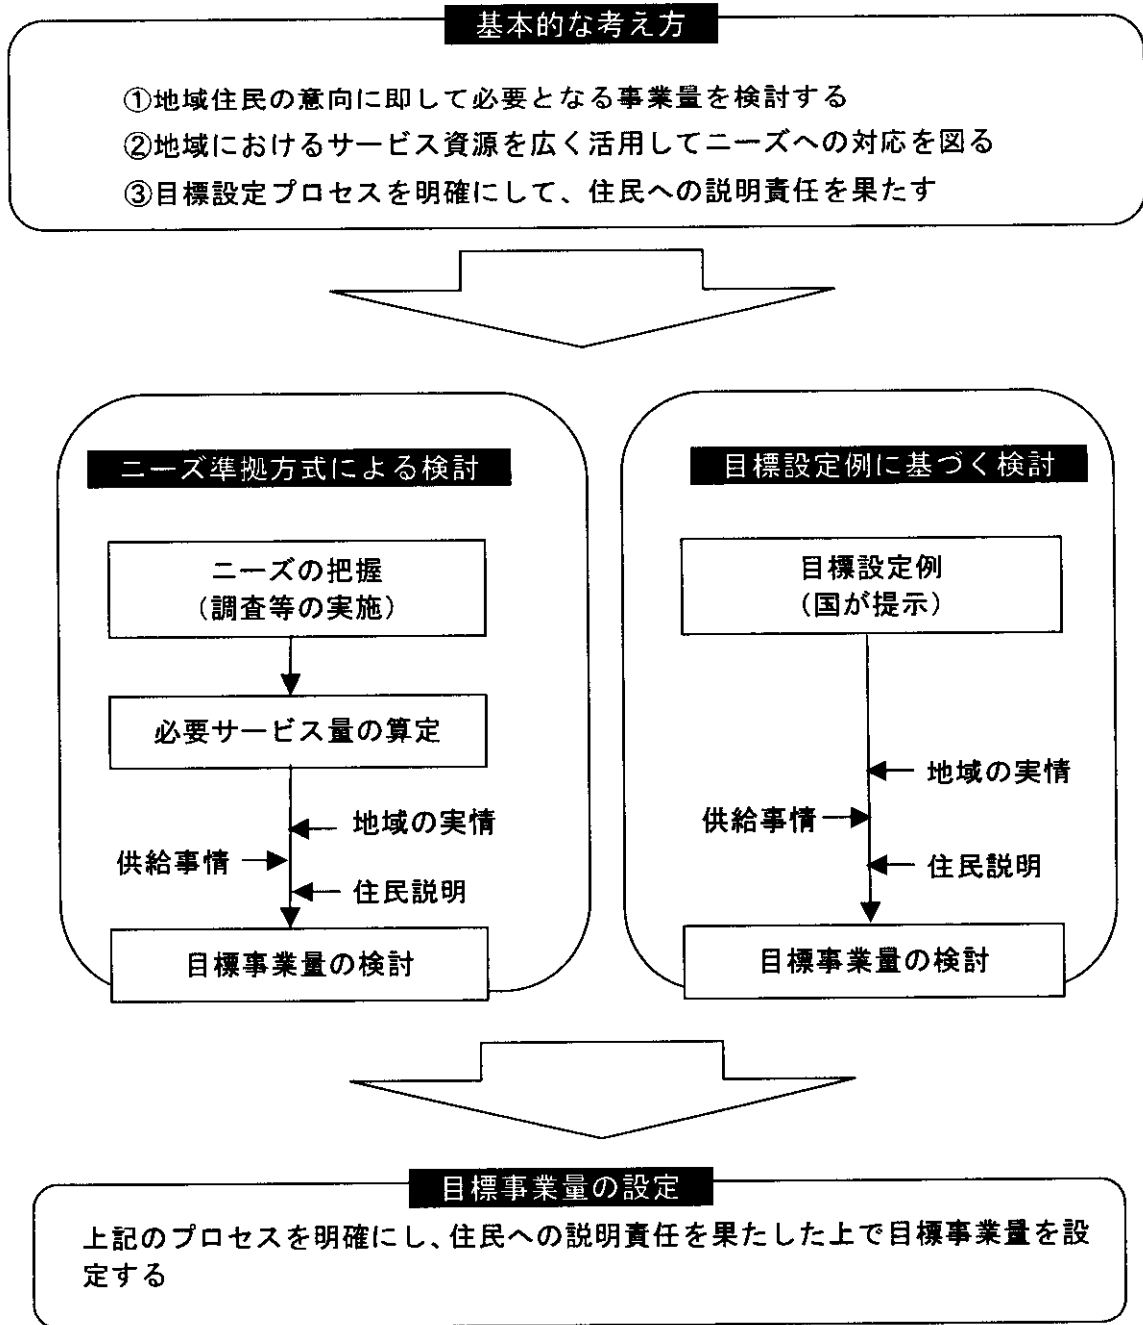 基本的な考え方
①地域住民の意向に即して必要となる事業量を検討する
②地域におけるサービス資源を広く活用してニーズへの対応を図る
③目標設定プロセスを明確にして、住民への説明責任を果たす
ニーズ準拠方式による検討
ニーズの把握
（調査等の実施）
必要サービス量の算定
地域の実情
供給事情
住民説明
目標事業量の検討
目標設定例に基づく検討
目標設定例
（国が提示）
地域の実情
供給事情
住民説明
目標事業量の検討
目標事業量の設定
上記のプロセスを明確にし、住民への説明責任を果たした上で目標事業量を設
定する